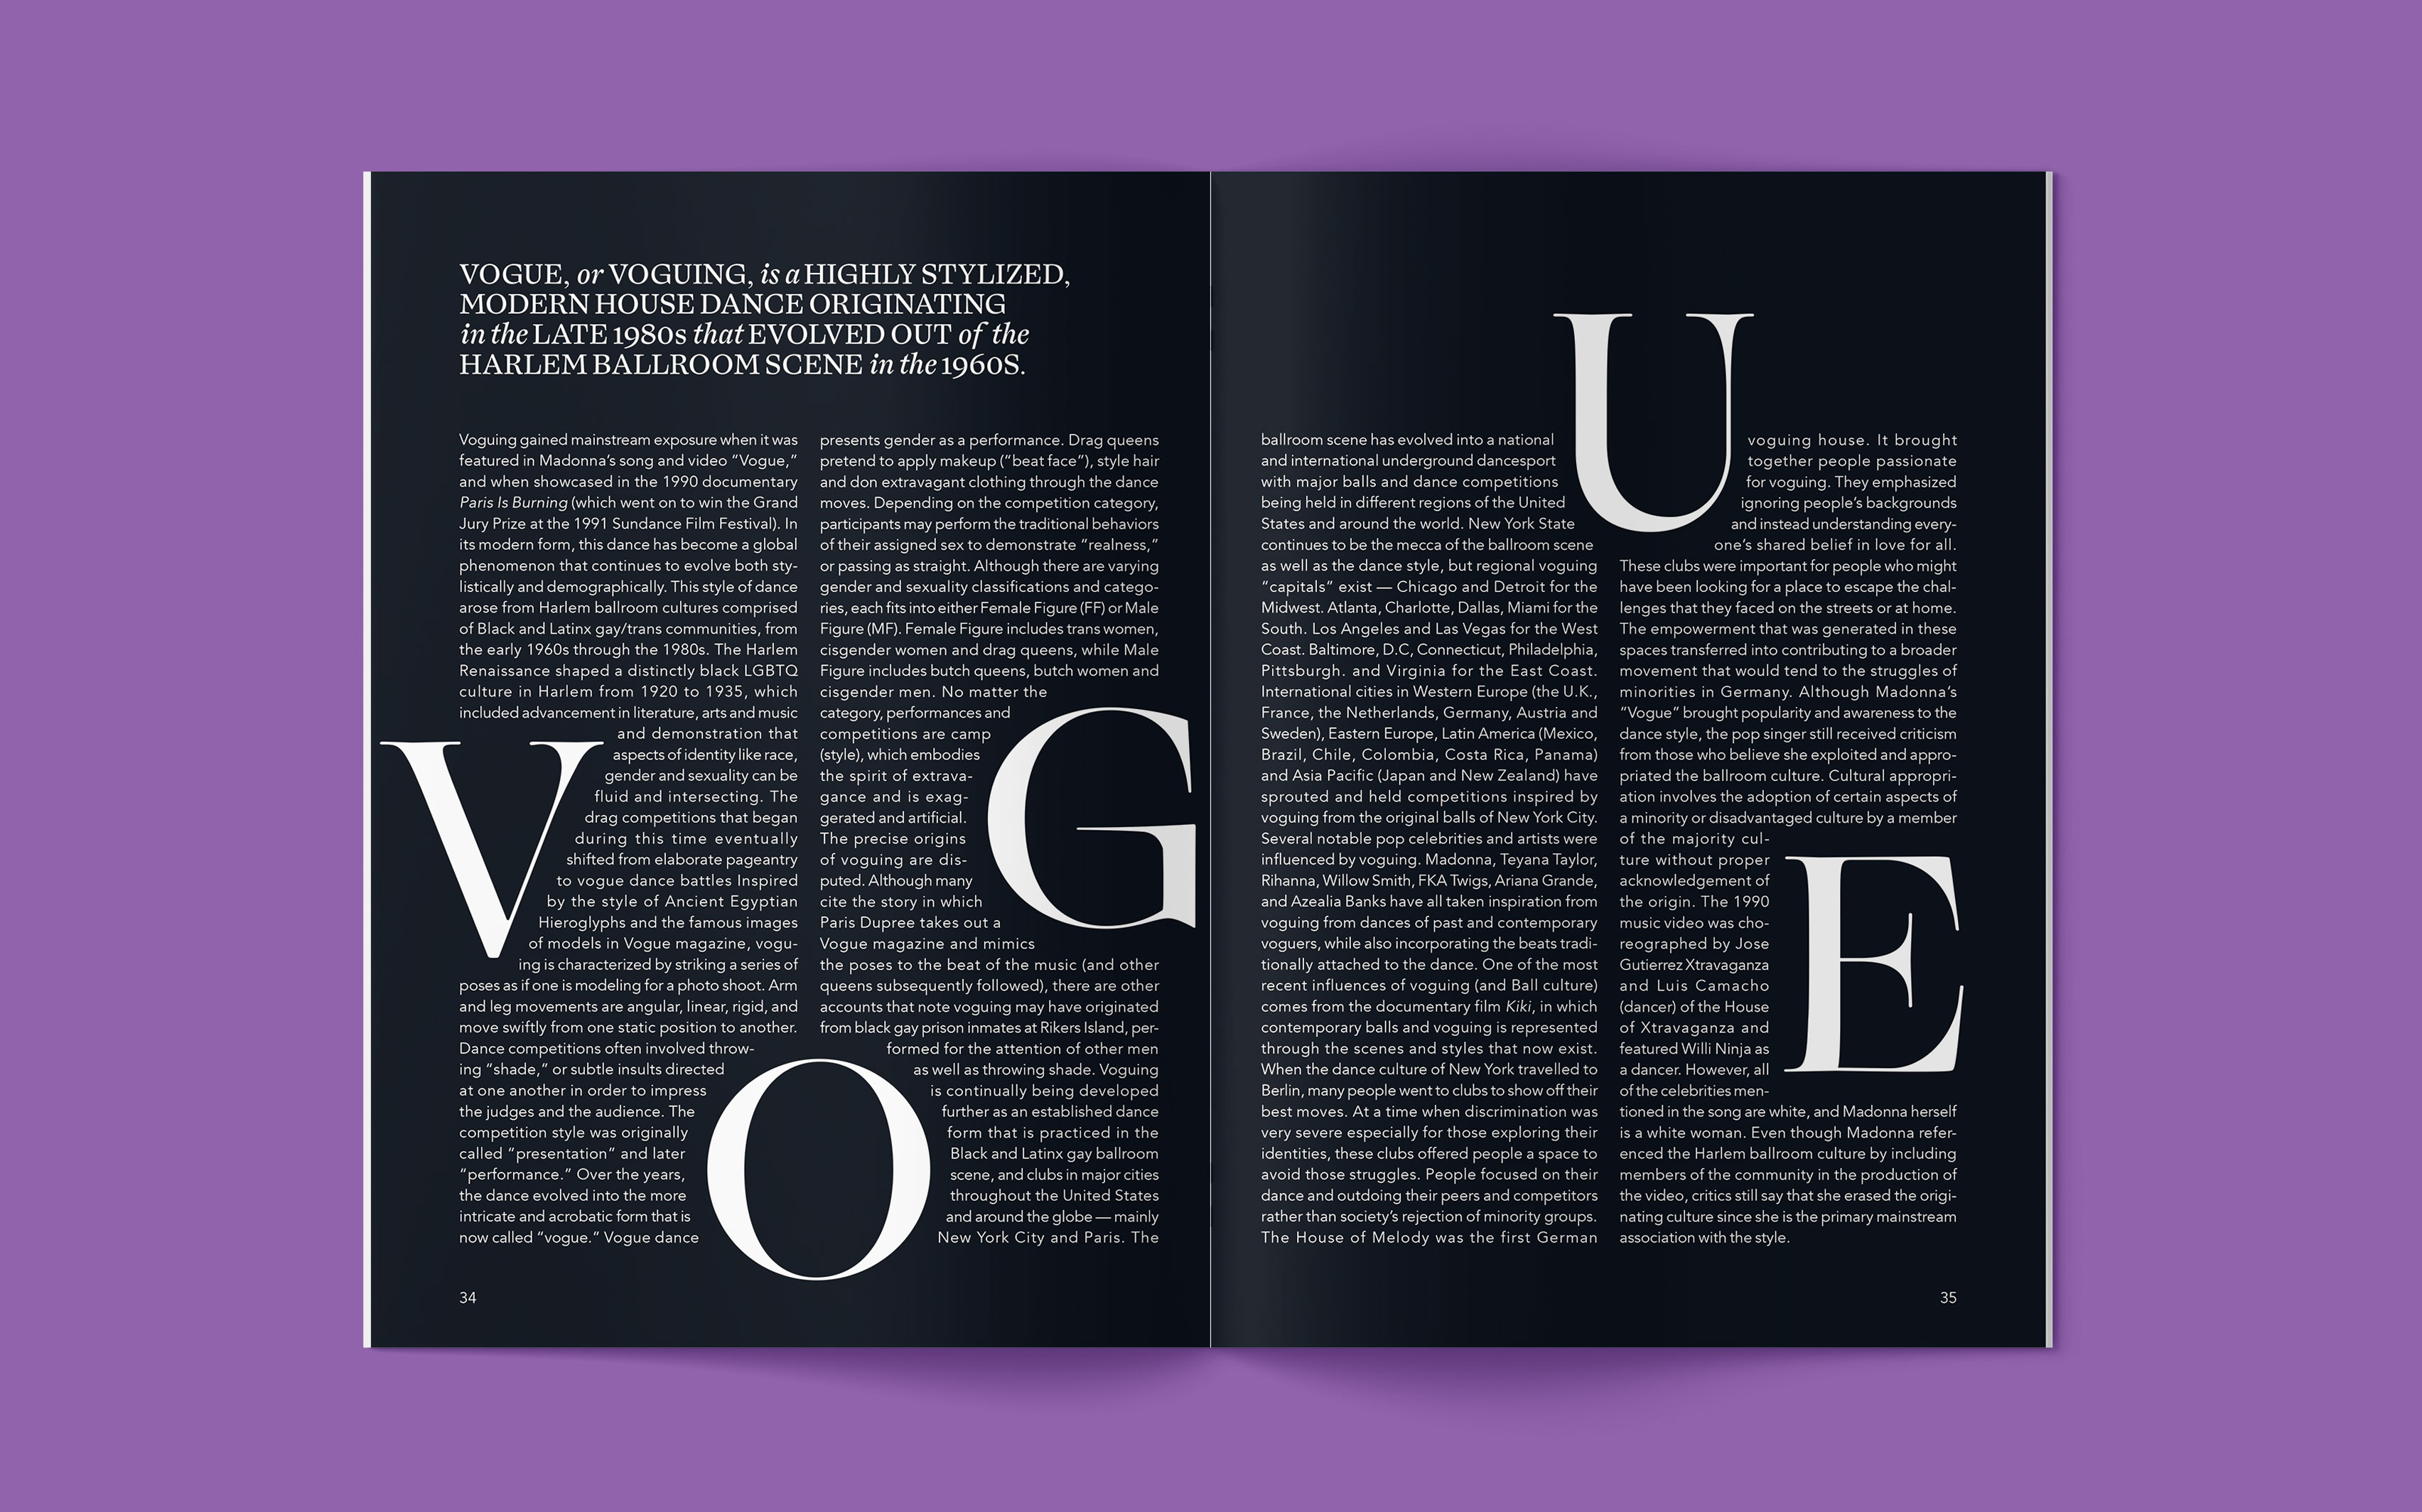 VOGUE, or VOGUING, is a HIGHLY STYLIZED,
MODERN HOUSE DANCE ORIGINATING
in the LATE 1980s that EVOLVED OUT of the
HARLEM BALLROOM SCENE in the 1960S.
Voguing gained mainstream exposure when it was
featured in Madonna’s song and video “Vogue,”
and when showcased in the 1990 documentary
Paris Is Burning (which went on to win the Grand
Jury Prize at the 1991 Sundance Film Festival). In
its modern form, this dance has become a global
phenomenon that continues to evolve both sty-
listically and demographically. This style of dance
arose from Harlem ballroom cultures comprised
of Black and Latinx gay/trans communities, from
the early 1960s through the 1980s. The Harlem
Renaissance shaped a distinctly black LGBTQ
culture in Harlem from 1920 to 1935, which
included advancement in literature, arts and music
and demonstration that
aspects of identity like race,
gender and sexuality can be
fluid and intersecting. The
drag competitions that began
during this time eventually
shifted from elaborate pageantry
to vogue dance battles Inspired
by the style of Ancient Egyptian
Hieroglyphs and the famous images
of models in Vogue magazine, vogu-
ing is characterized by striking a series of
poses as if one is modeling for a photo shoot. Arm
and leg movements are angular, linear, rigid, and
move swiftly from one static position to another.
Dance competitions often involved throw-
ing “shade,” or subtle insults directed
at one another in order to impress
the judges and the audience. The
competition style was originally
called “presentation” and later
“performance.” Over the years,
the dance evolved into the more
intricate and acrobatic form that is
now called “vogue.” Vogue dance
V
O
presents gender as a performance. Drag queens
pretend to apply makeup (“beat face”), style hair
and don extravagant clothing through the dance
moves. Depending on the competition category,
participants may perform the traditional behaviors
of their assigned sex to demonstrate “realness,”
or passing as straight. Although there are varying
gender and sexuality classifications and catego-
ries, each fits into either Female Figure (FF) or Male
Figure (MF). Female Figure includes trans women,
cisgender women and drag queens, while Male
Figure includes butch queens, butch women and
cisgender men. No matter the
category, performances and
competitions are camp
(style), which embodies
the spirit of extrava-
gance and is exag-
gerated and artificial.
The precise origins
of voguing are dis-
puted. Although many
cite the story in which
Paris Dupree takes out a
Vogue magazine and mimics
the poses to the beat of the music (and other
queens subsequently followed), there are other
accounts that note voguing may have originated
from black gay prison inmates at Rikers Island, per-
formed for the attention of other men
as well as throwing shade. Voguing
is continually being developed
further as an established dance
form that is practiced in the
Black and Latinx gay ballroom
scene, and clubs in major cities
throughout the United States
and around the globe — mainly
New York City and Paris. The
G
34
ballroom scene has evolved into a national
and international underground dancesport
with major balls and dance competitions
being held in different regions of the United
States and around the world. New York State
continues to be the mecca of the ballroom scene
as well as the dance style, but regional voguing
“capitals” exist — Chicago and Detroit for the
Midwest. Atlanta, Charlotte, Dallas, Miami for the
South. Los Angeles and Las Vegas for the West
Coast. Baltimore, D.C, Connecticut, Philadelphia,
Pittsburgh. and Virginia for the East Coast.
International cities in Western Europe (the U.K.,
France, the Netherlands, Germany, Austria and
Sweden), Eastern Europe, Latin America (Mexico,
Brazil, Chile, Colombia, Costa Rica, Panama)
and Asia Pacific (Japan and New Zealand) have
sprouted and held competitions inspired by
voguing from the original balls of New York City.
Several notable pop celebrities and artists were
influenced by voguing. Madonna, Teyana Taylor,
Rihanna, Willow Smith, FKA Twigs, Ariana Grande,
and Azealia Banks have all taken inspiration from
voguing from dances of past and contemporary
voguers, while also incorporating the beats tradi-
tionally attached to the dance. One of the most
recent influences of voguing (and Ball culture)
comes from the documentary film Kiki, in which
contemporary balls and voguing is represented
through the scenes and styles that now exist.
When the dance culture of New York travelled to
Berlin, many people went to clubs to show off their
best moves. At a time when discrimination was
very severe especially for those exploring their
identities, these clubs offered people a space to
avoid those struggles. People focused on their
dance and outdoing their peers and competitors
rather than society’s rejection of minority groups.
The House of Melody was the first German
U
voguing house. It brought
together people passionate
for voguing. They emphasized
ignoring people’s backgrounds
and instead understanding every-
one’s shared belief in love for all.
These clubs were important for people who might
have been looking for a place to escape the chal-
lenges that they faced on the streets or at home.
The empowerment that was generated in these
spaces transferred into contributing to a broader
movement that would tend to the struggles of
minorities in Germany. Although Madonna’s
“Vogue” brought popularity and awareness to the
dance style, the pop singer still received criticism
from those who believe she exploited and appro-
priated the ballroom culture. Cultural appropri-
ation involves the adoption of certain aspects of
a minority or disadvantaged culture by a member
of the majority cul-
ture without proper
acknowledgement of
the origin. The 1990
music video was cho-
reographed by Jose
Gutierrez Xtravaganza
and Luis Camacho
(dancer) of the House
of Xtravaganza and
featured Willi Ninja as
a dancer. However, all
of the celebrities men-
tioned in the song are white, and Madonna herself
is a white woman. Even though Madonna refer-
enced the Harlem ballroom culture by including
members of the community in the production of
the video, critics still say that she erased the origi-
nating culture since she is the primary mainstream
association with the style.
E
35